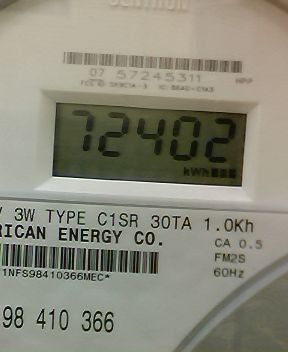 CENTRON
07 57245311
72402
kWh
V 3W TYPE C1SR 30TA 1.0Kh
RICAN ENERGY CO.
CA 0.5
FM2S
60Hz
1NFS98410366MEC*
98 410 366